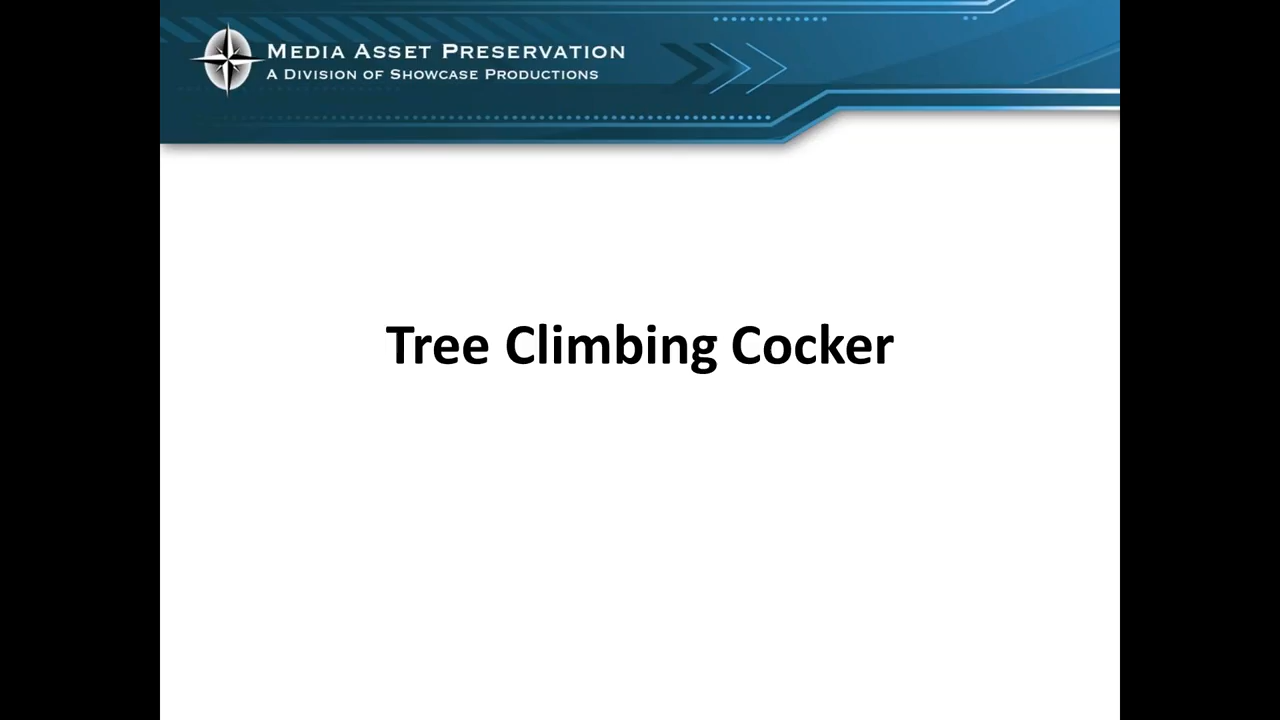 MEDIA ASSET PRESERVATION
A DIVISION OF SHOWCASE PRODUCTIONS
Tree Climbing Cocker